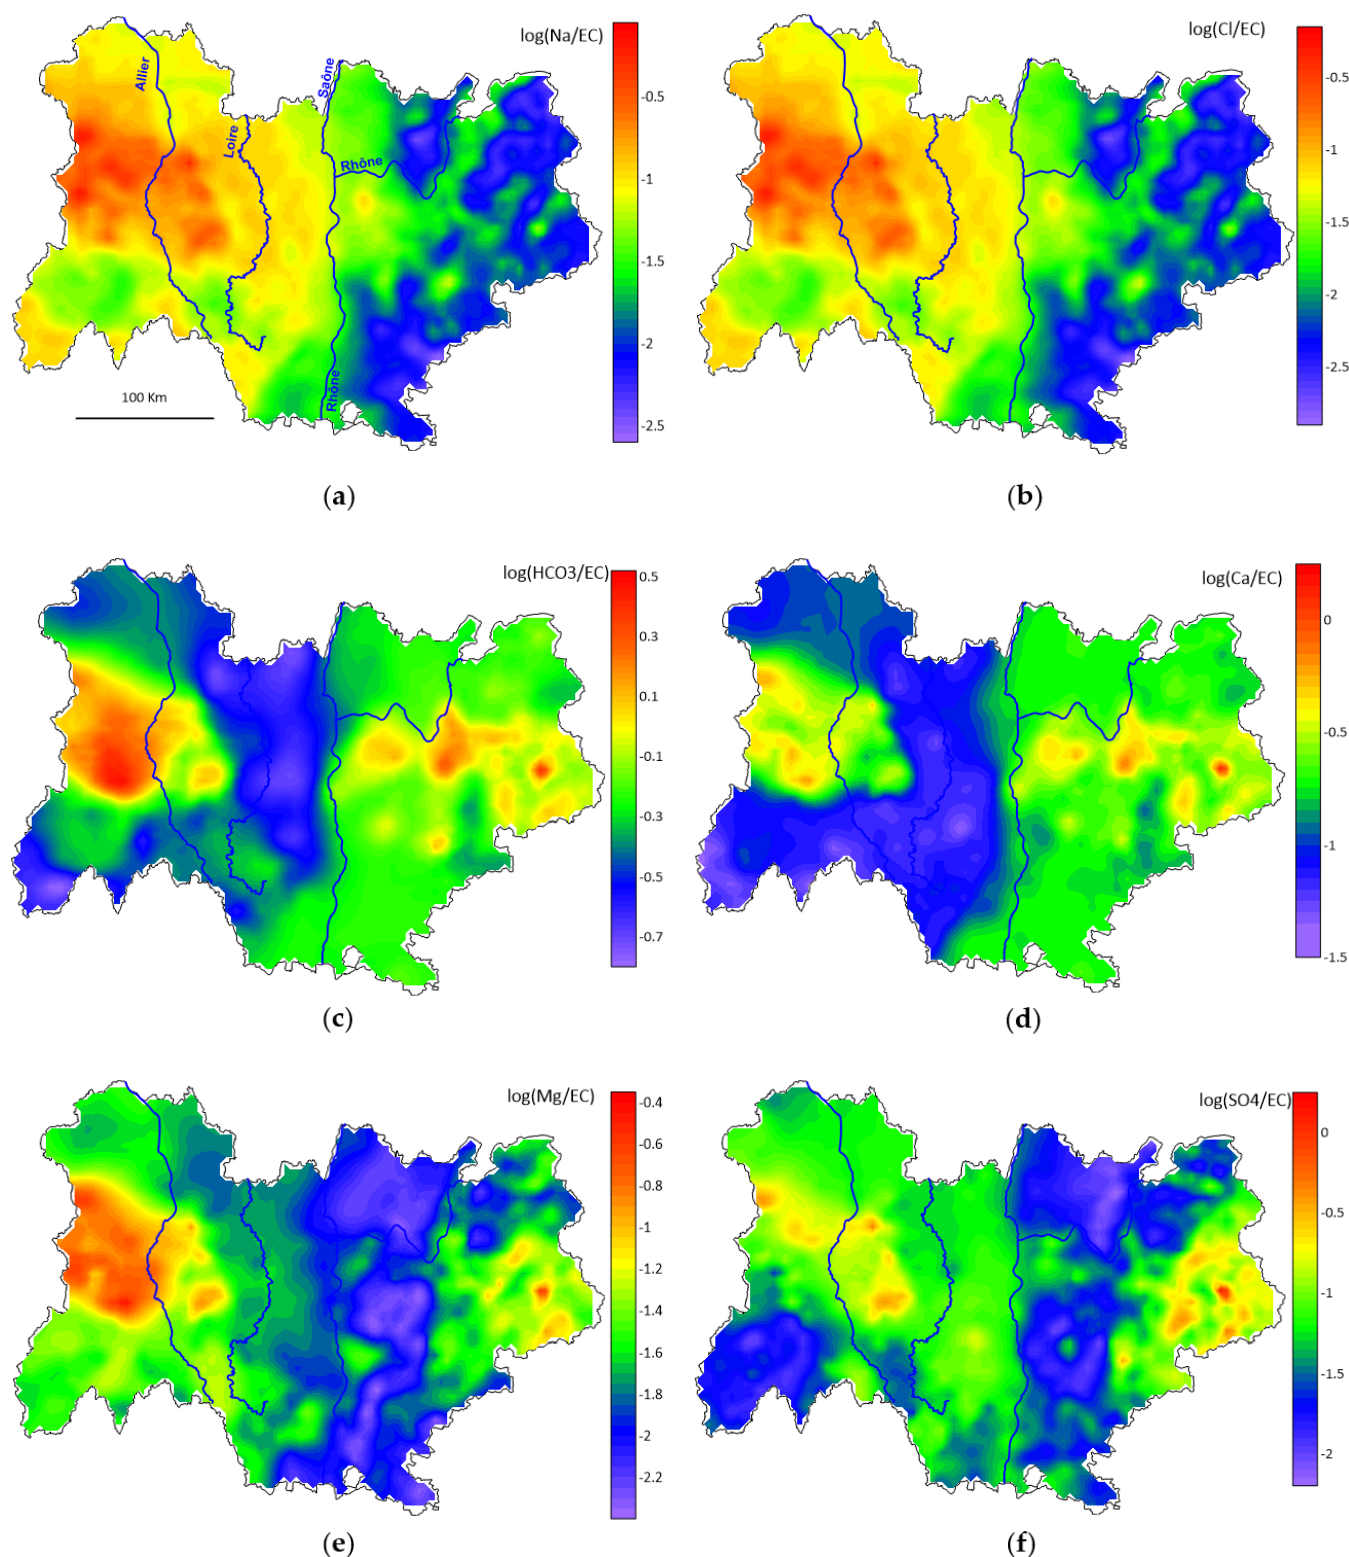 log(Na/EC)
Allier
Loire
Saône
Rhône
Rhône
100 Km
-0.5
-1
-1.5
-2
-2.5
(a)
log(Cl/EC)
-0.5
-1
-1.5
-2
-2.5
(b)
log(HCO3/EC)
0.5
0.3
0.1
-0.1
-0.3
-0.5
-0.7
(c)
log(Ca/EC)
0
-0.5
-1
-1.5
(d)
log(Mg/EC)
-0.4
-0.6
-0.8
-1
-1.2
-1.4
-1.6
-1.8
-2
-2.2
(e)
log(SO4/EC)
0
-0.5
-1
-1.5
-2
(f)